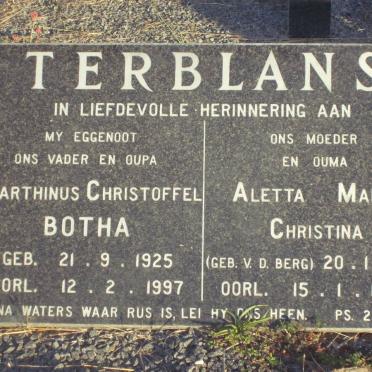 TERBLANS
IN LIEFDEVOLLE HERINNERING AAN
MY EGGENOOT
ONS VADER EN OUPA
ARTHINUS CHRISTOFFEL
BOTHA
GEB. 21.9.1925
OORL. 12.2.1997
ONS MOEDER
EN OUMA
ALETTA MA
CHRISTINA
(GEB. V.D. BERG) 20.1
OORL. 15.1.
NA WATERS WAAR RUS IS, LEI HY ONS HEEN. PS. 2